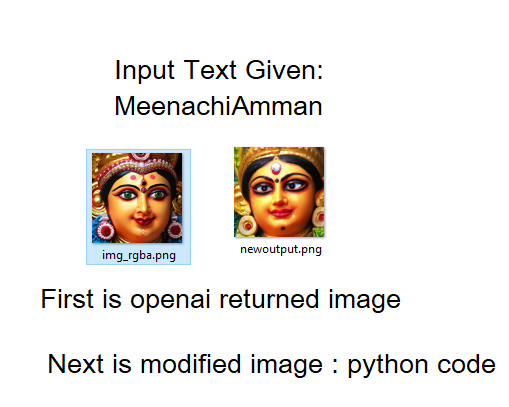 Input Text Given:
MeenachiAmman
img_rgba.png
newoutput.png
First is openai returned image
Next is modified image : python code